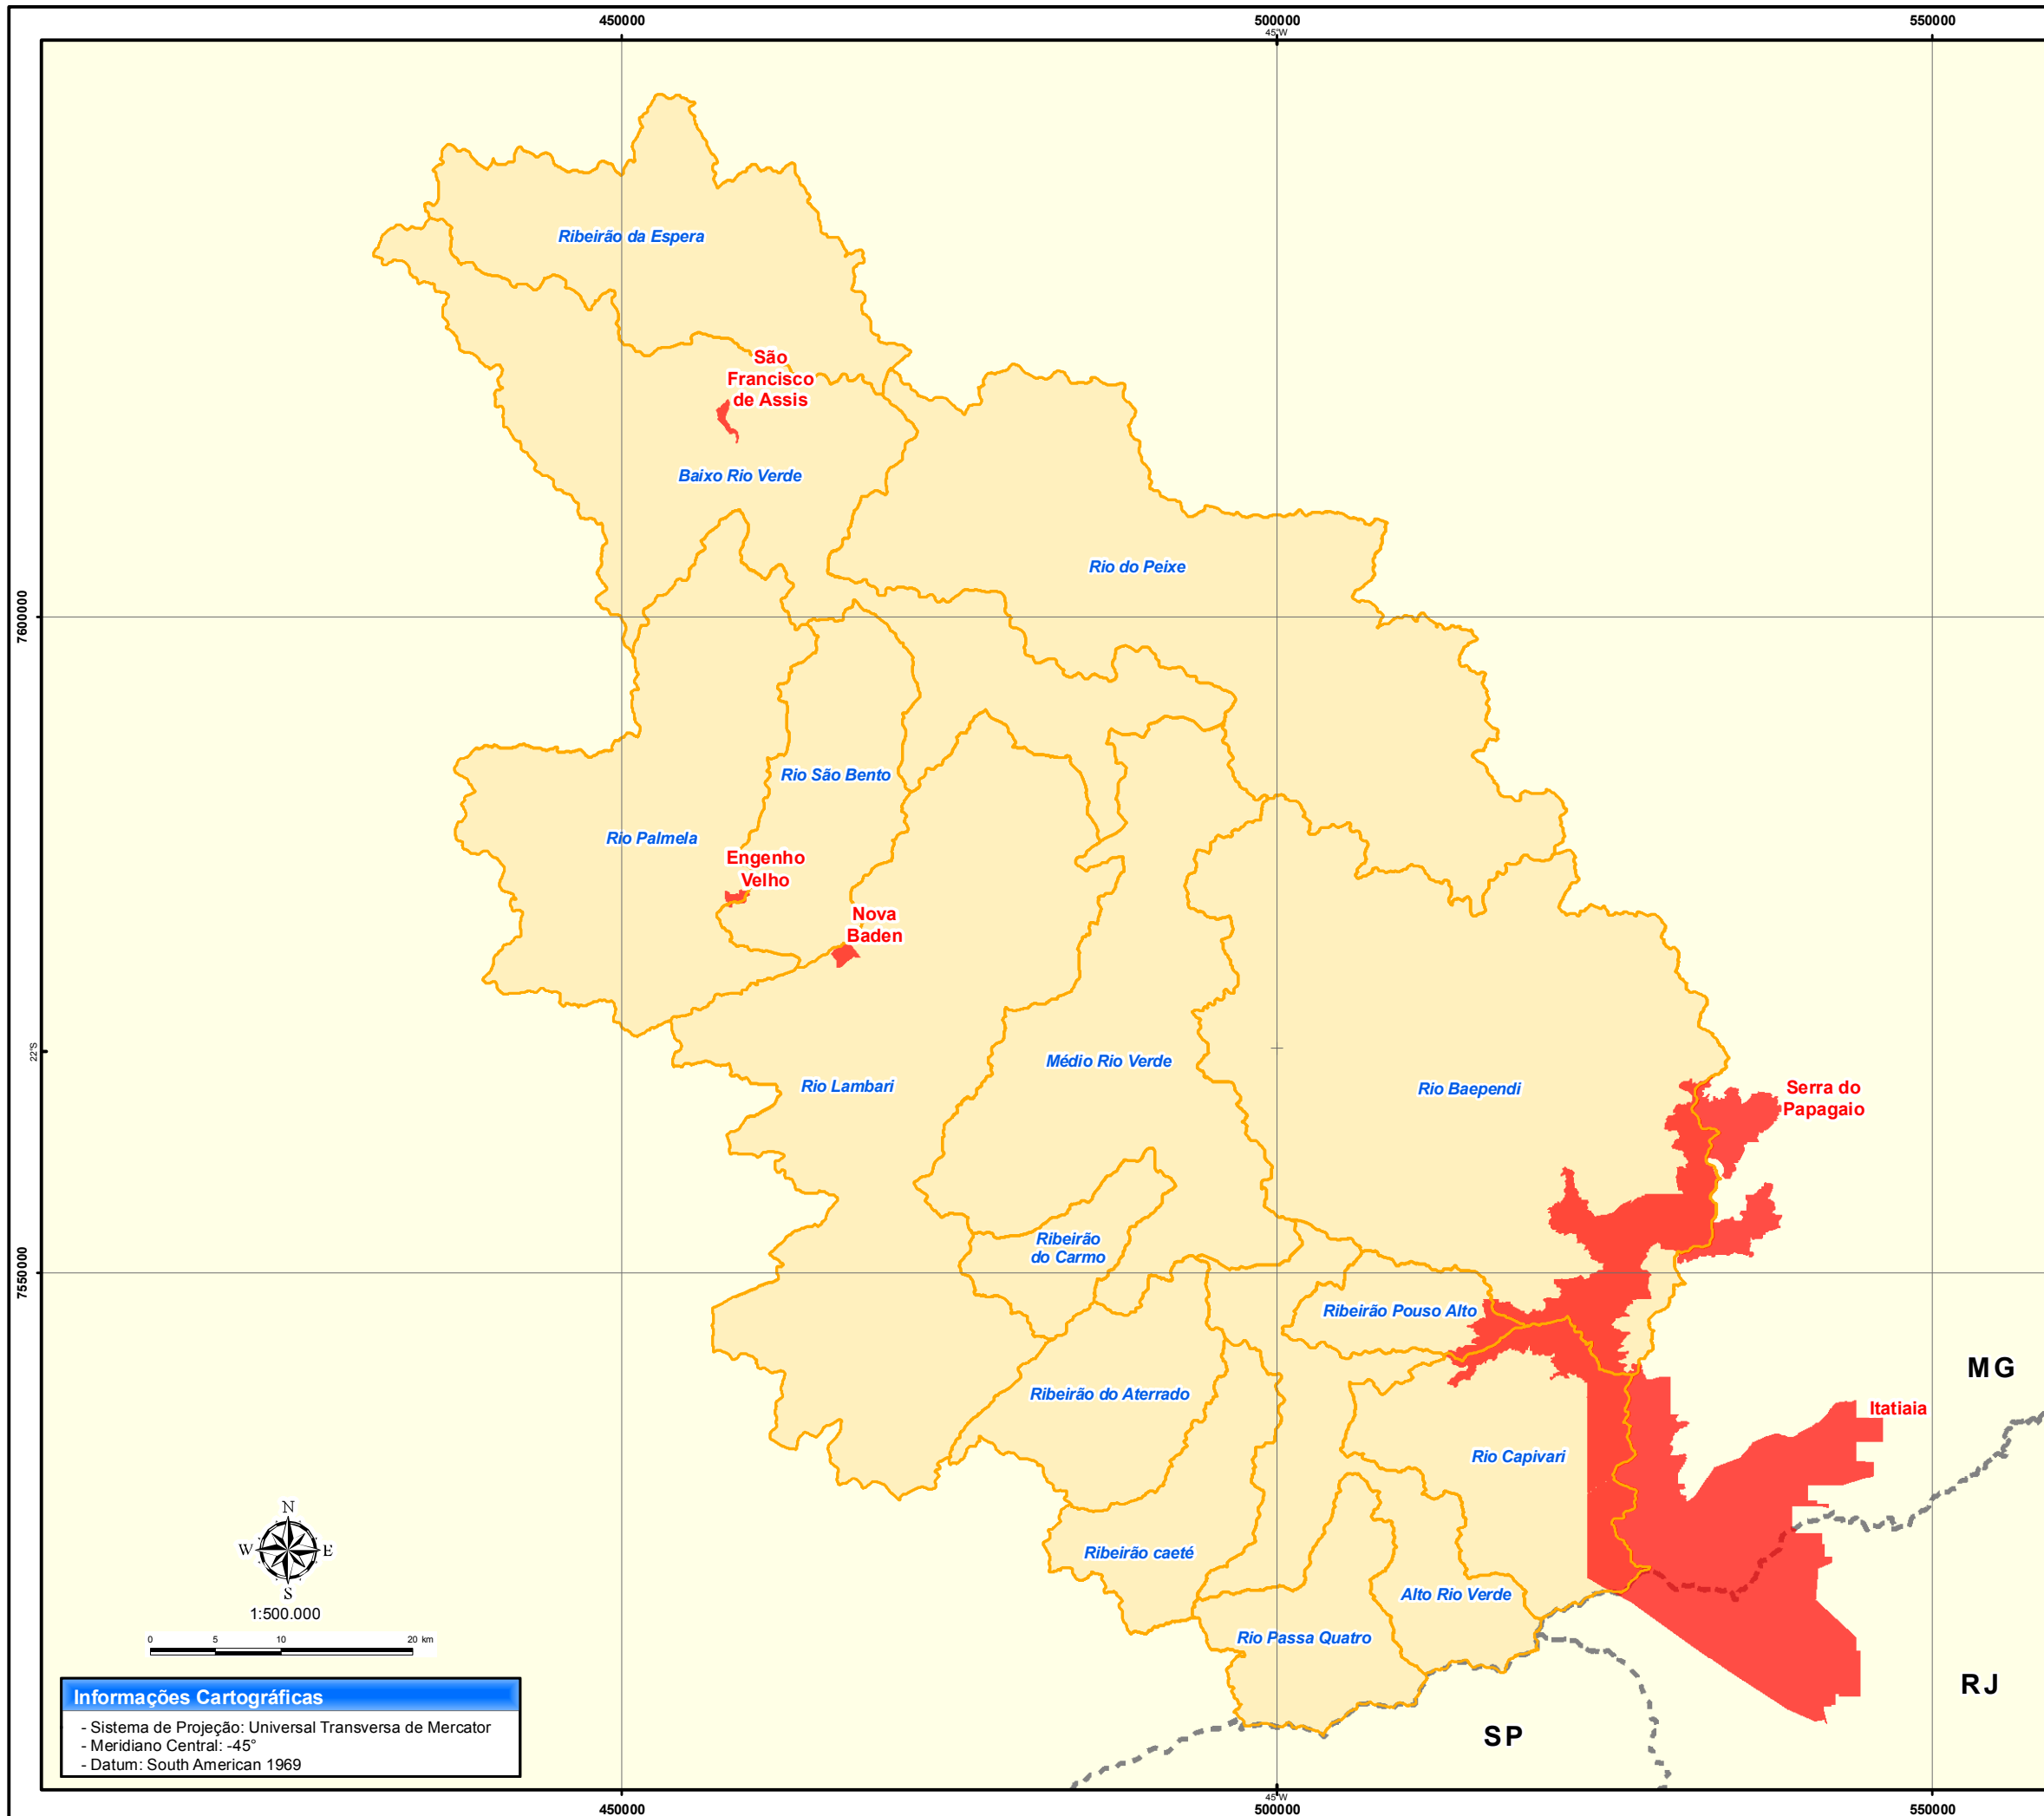 450000
500000
550000
45°W
Ribeirão da Espera
São
Francisco
de Assis
Baixo Rio Verde
Rio do Peixe
7600000
Rio São Bento
Rio Palmela
Engenho
Velho
Nova
Baden
22°S
Médio Rio Verde
Rio Lambari
Rio Baependi
Serra do
Papagaio
Ribeirão
do Carmo
7550000
Ribeirão Pouso Alto
MG
Ribeirão do Aterrado
Itatiaia
Rio Capivari
N
W
E
S
Ribeirão caeté
Alto Rio Verde
1:500.000
Rio Passa Quatro
0 5 10 20 km
RJ
SP
Informações Cartográficas
- Sistema de Projeção: Universal Transversa de Mercator
- Meridiano Central: -45°
- Datum: South American 1969
45°W
450000
500000
550000